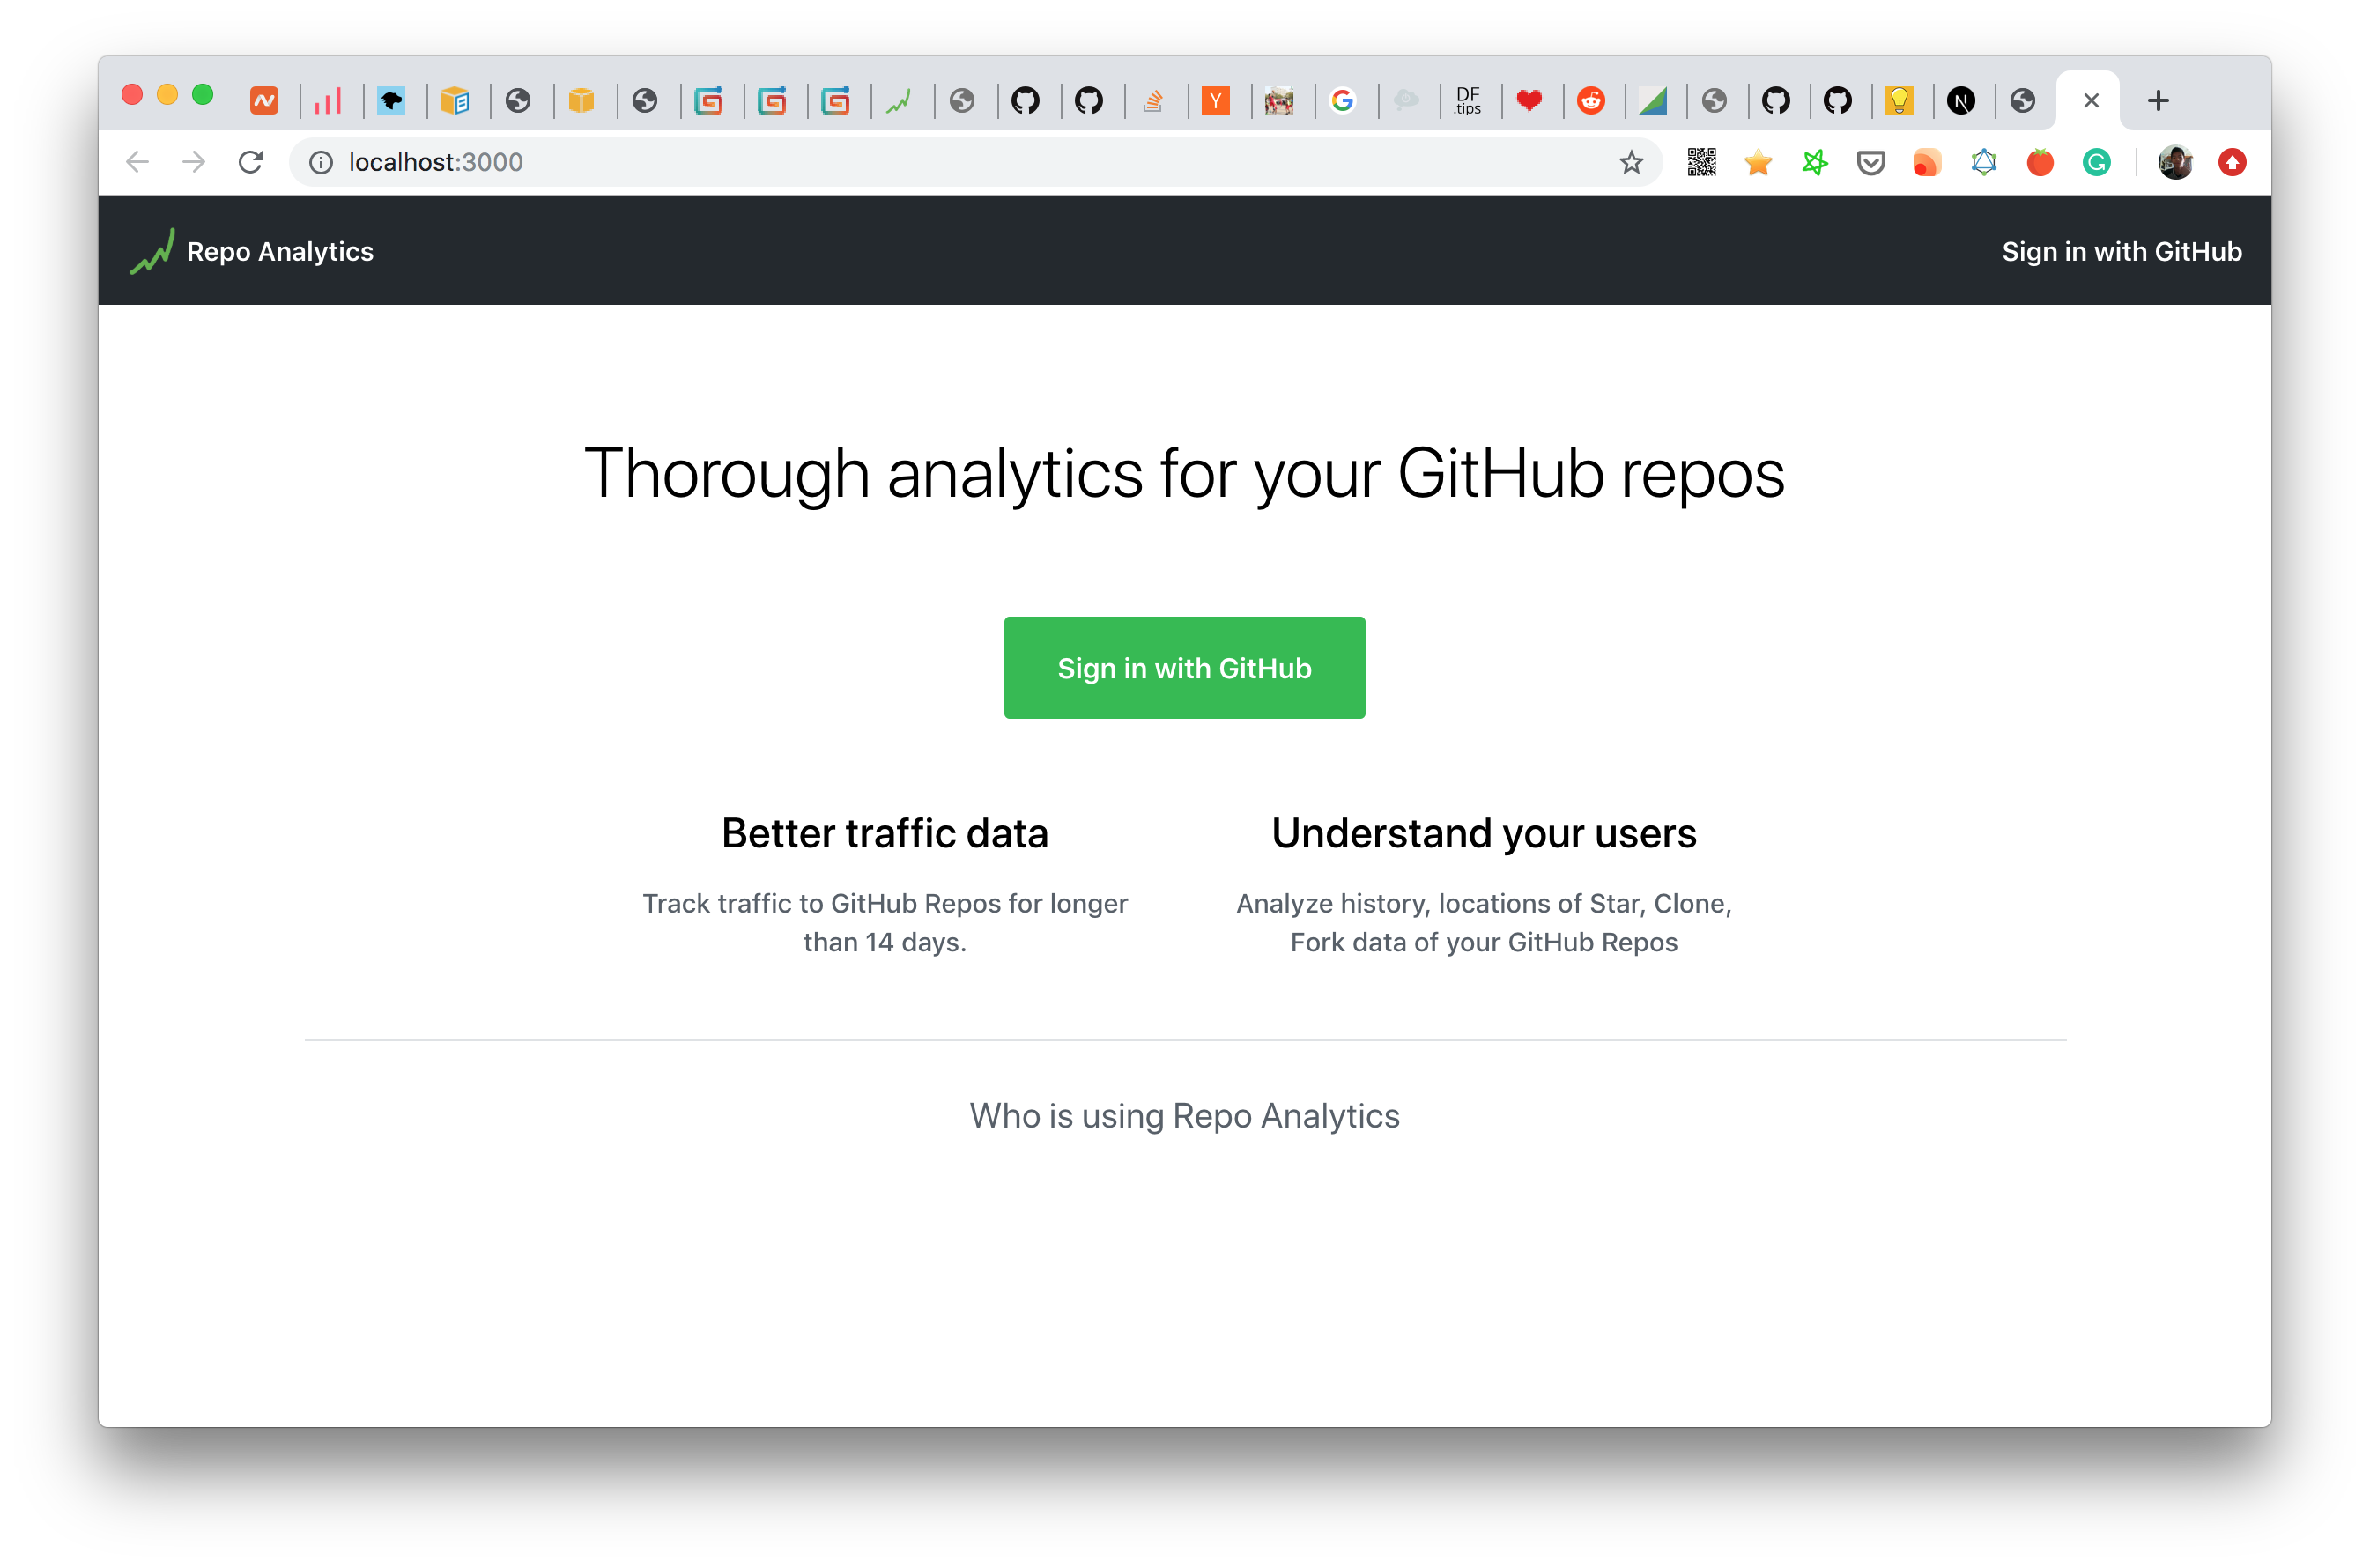 DF
.tips
localhost:3000
Repo Analytics
Sign in with GitHub
Thorough analytics for your GitHub repos
Sign in with GitHub
Better traffic data
Understand your users
Track traffic to GitHub Repos for longer
than 14 days.
Analyze history, locations of Star, Clone,
Fork data of your GitHub Repos
Who is using Repo Analytics